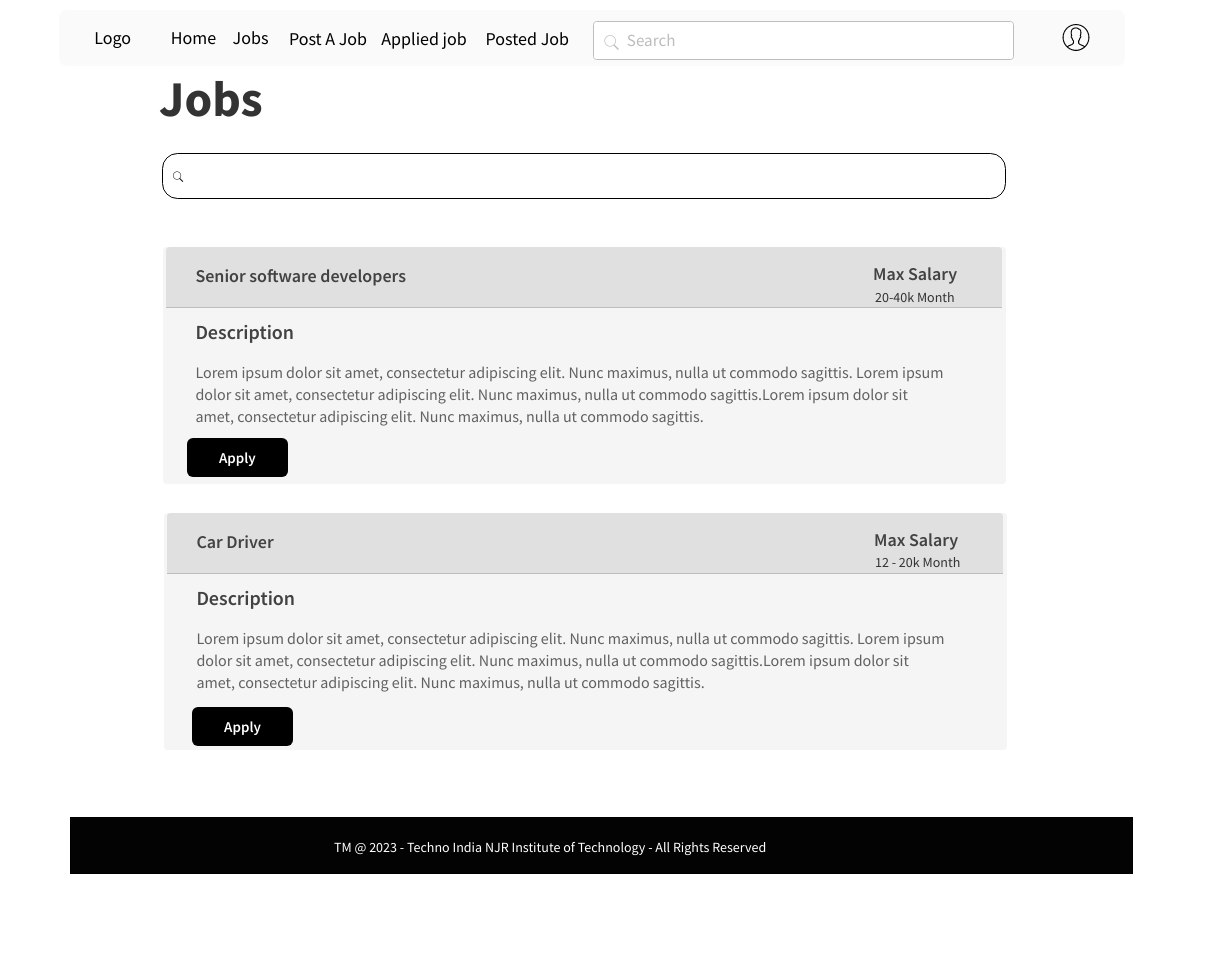 Logo Home Jobs Post A Job Applied job Posted Job Search
Jobs
Senior software developers Max Salary
20-40k Month
Description
Lorem ipsum dolor sit amet, consectetur adipiscing elit. Nunc maximus, nulla ut commodo sagittis. Lorem ipsum
dolor sit amet, consectetur adipiscing elit. Nunc maximus, nulla ut commodo sagittis.Lorem ipsum dolor sit
amet, consectetur adipiscing elit. Nunc maximus, nulla ut commodo sagittis.
Apply
Car Driver Max Salary
12 - 20k Month
Description
Lorem ipsum dolor sit amet, consectetur adipiscing elit. Nunc maximus, nulla ut commodo sagittis. Lorem ipsum
dolor sit amet, consectetur adipiscing elit. Nunc maximus, nulla ut commodo sagittis.Lorem ipsum dolor sit
amet, consectetur adipiscing elit. Nunc maximus, nulla ut commodo sagittis.
Apply
TM @ 2023 - Techno India NJR Institute of Technology - All Rights Reserved